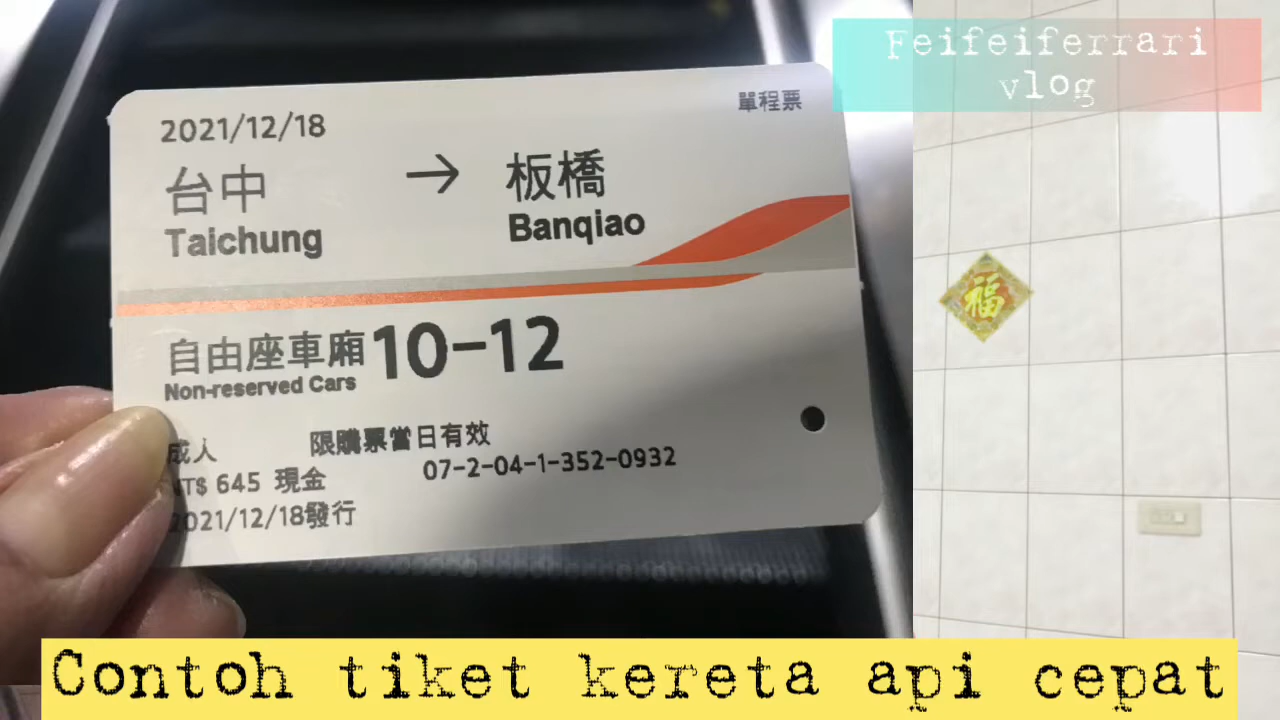 Feifeiferrari
vlog
單程票
2021/12/18
台中 → 板橋
Taichung Banqiao
自由座車廂 10-12
Non-reserved Cars
成人 限購票當日有效
NT$ 645 現金 07-2-04-1-352-0932
2021/12/18發行
福
Contoh tiket kereta api cepat